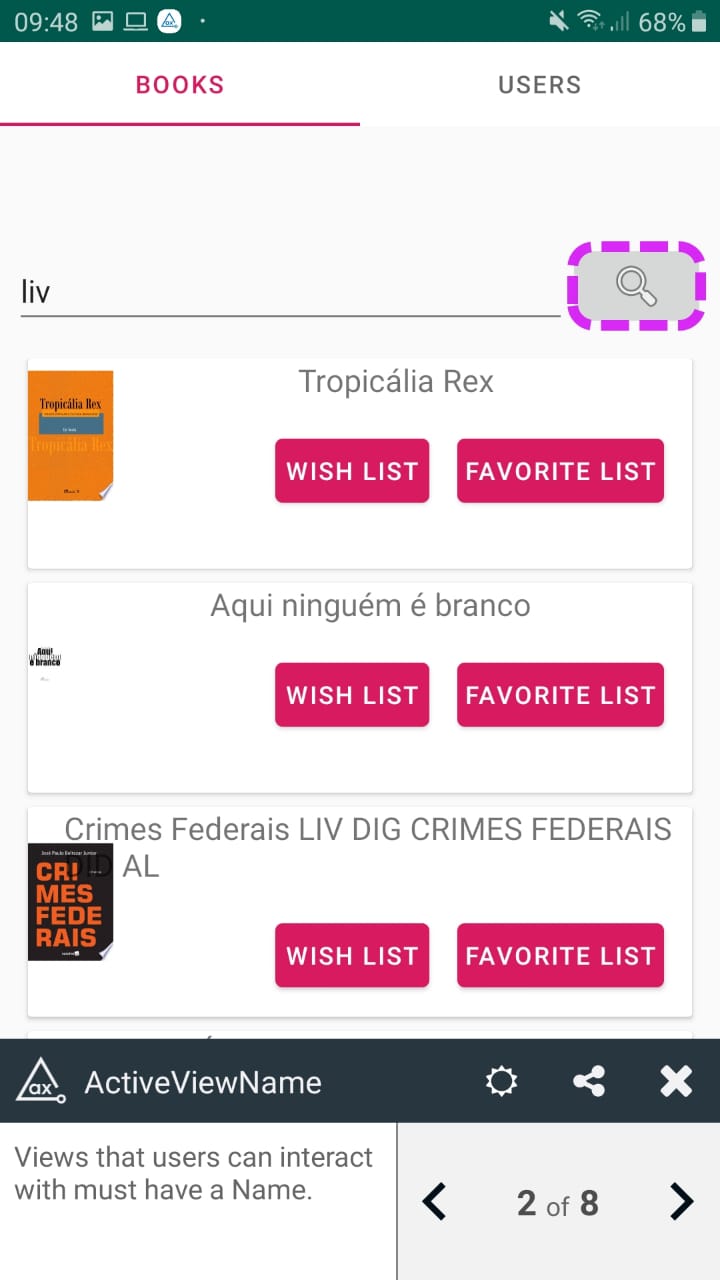 09:48
68%
BOOKS
USERS
liv
Tropicália Rex
Tropicália Rex
Tropicália Rex
WISH LIST
FAVORITE LIST
Aqui ninguém é branco
Aqui
ninguém
é branco
WISH LIST
FAVORITE LIST
Crimes Federais LIV DIG CRIMES FEDERAIS
DID AL
José Paulo Baltazar Junior
CRI
MES
FEDE
RAIS
WISH LIST
FAVORITE LIST
ax
ActiveViewName
Views that users can interact
with must have a Name.
2 of 8